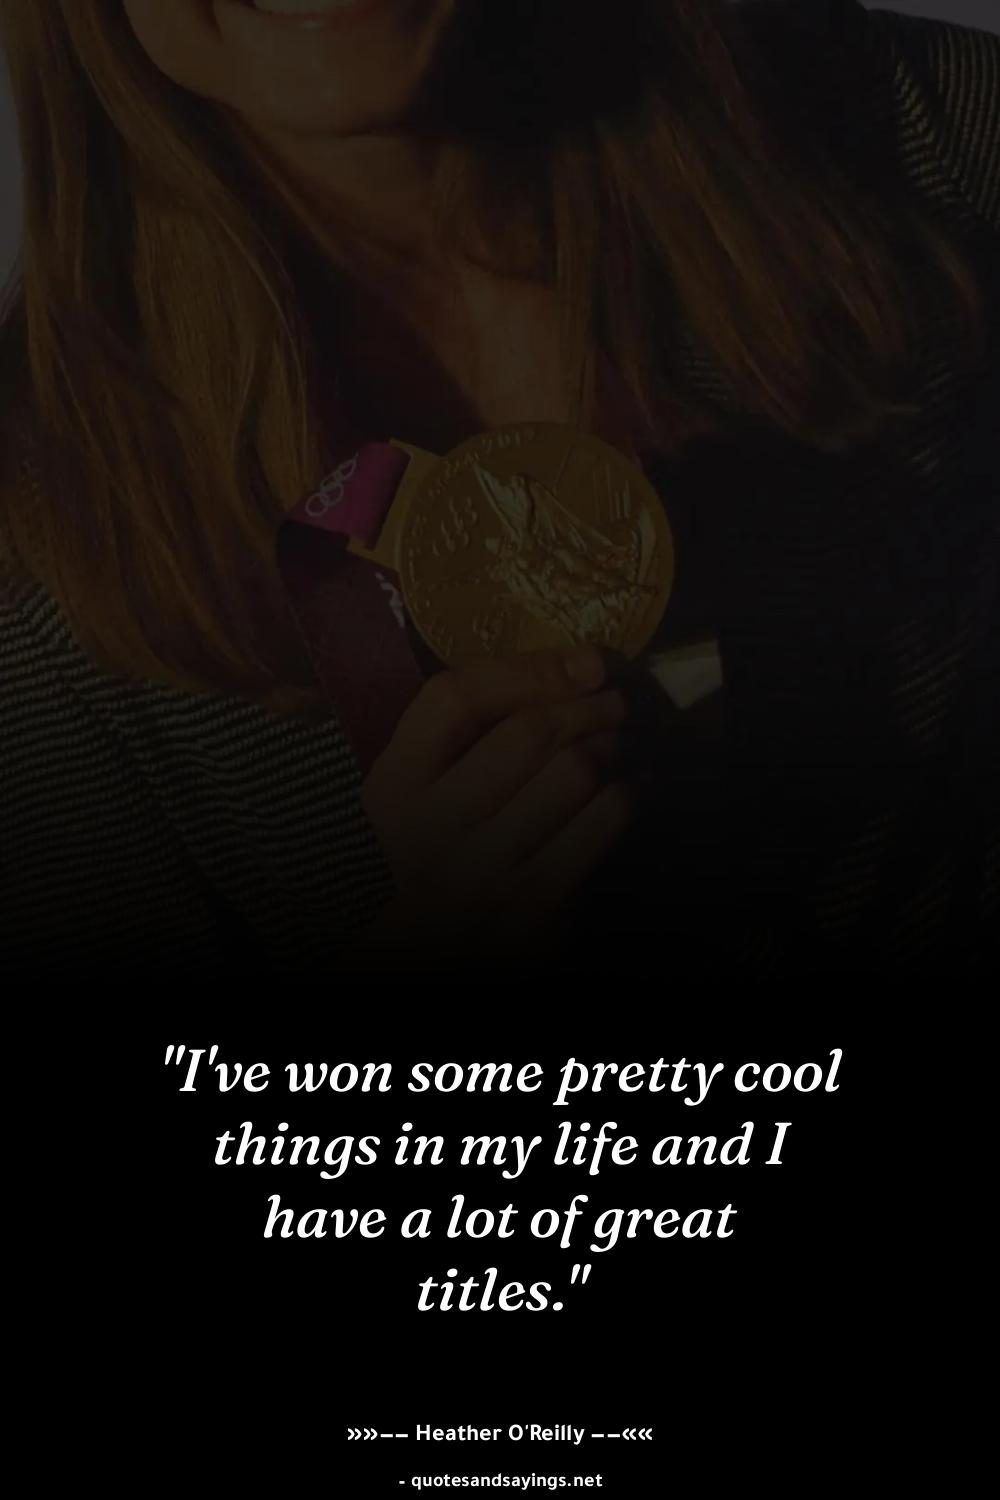 "I've won some pretty cool
things in my life and I
have a lot of great
titles."
»»–– Heather O'Reilly ––««
- quotesandsayings.net